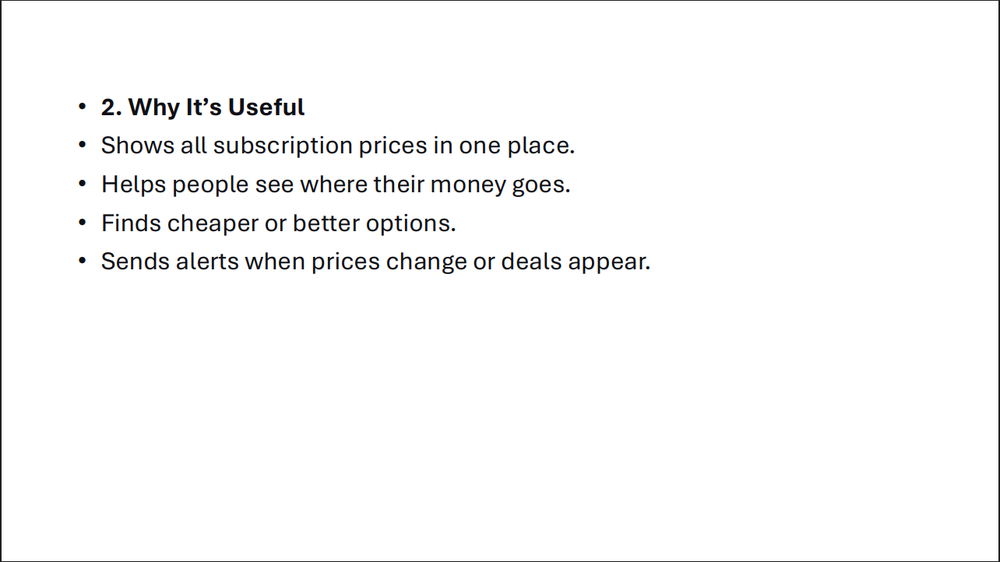 • 2. Why It’s Useful
• Shows all subscription prices in one place.
• Helps people see where their money goes.
• Finds cheaper or better options.
• Sends alerts when prices change or deals appear.